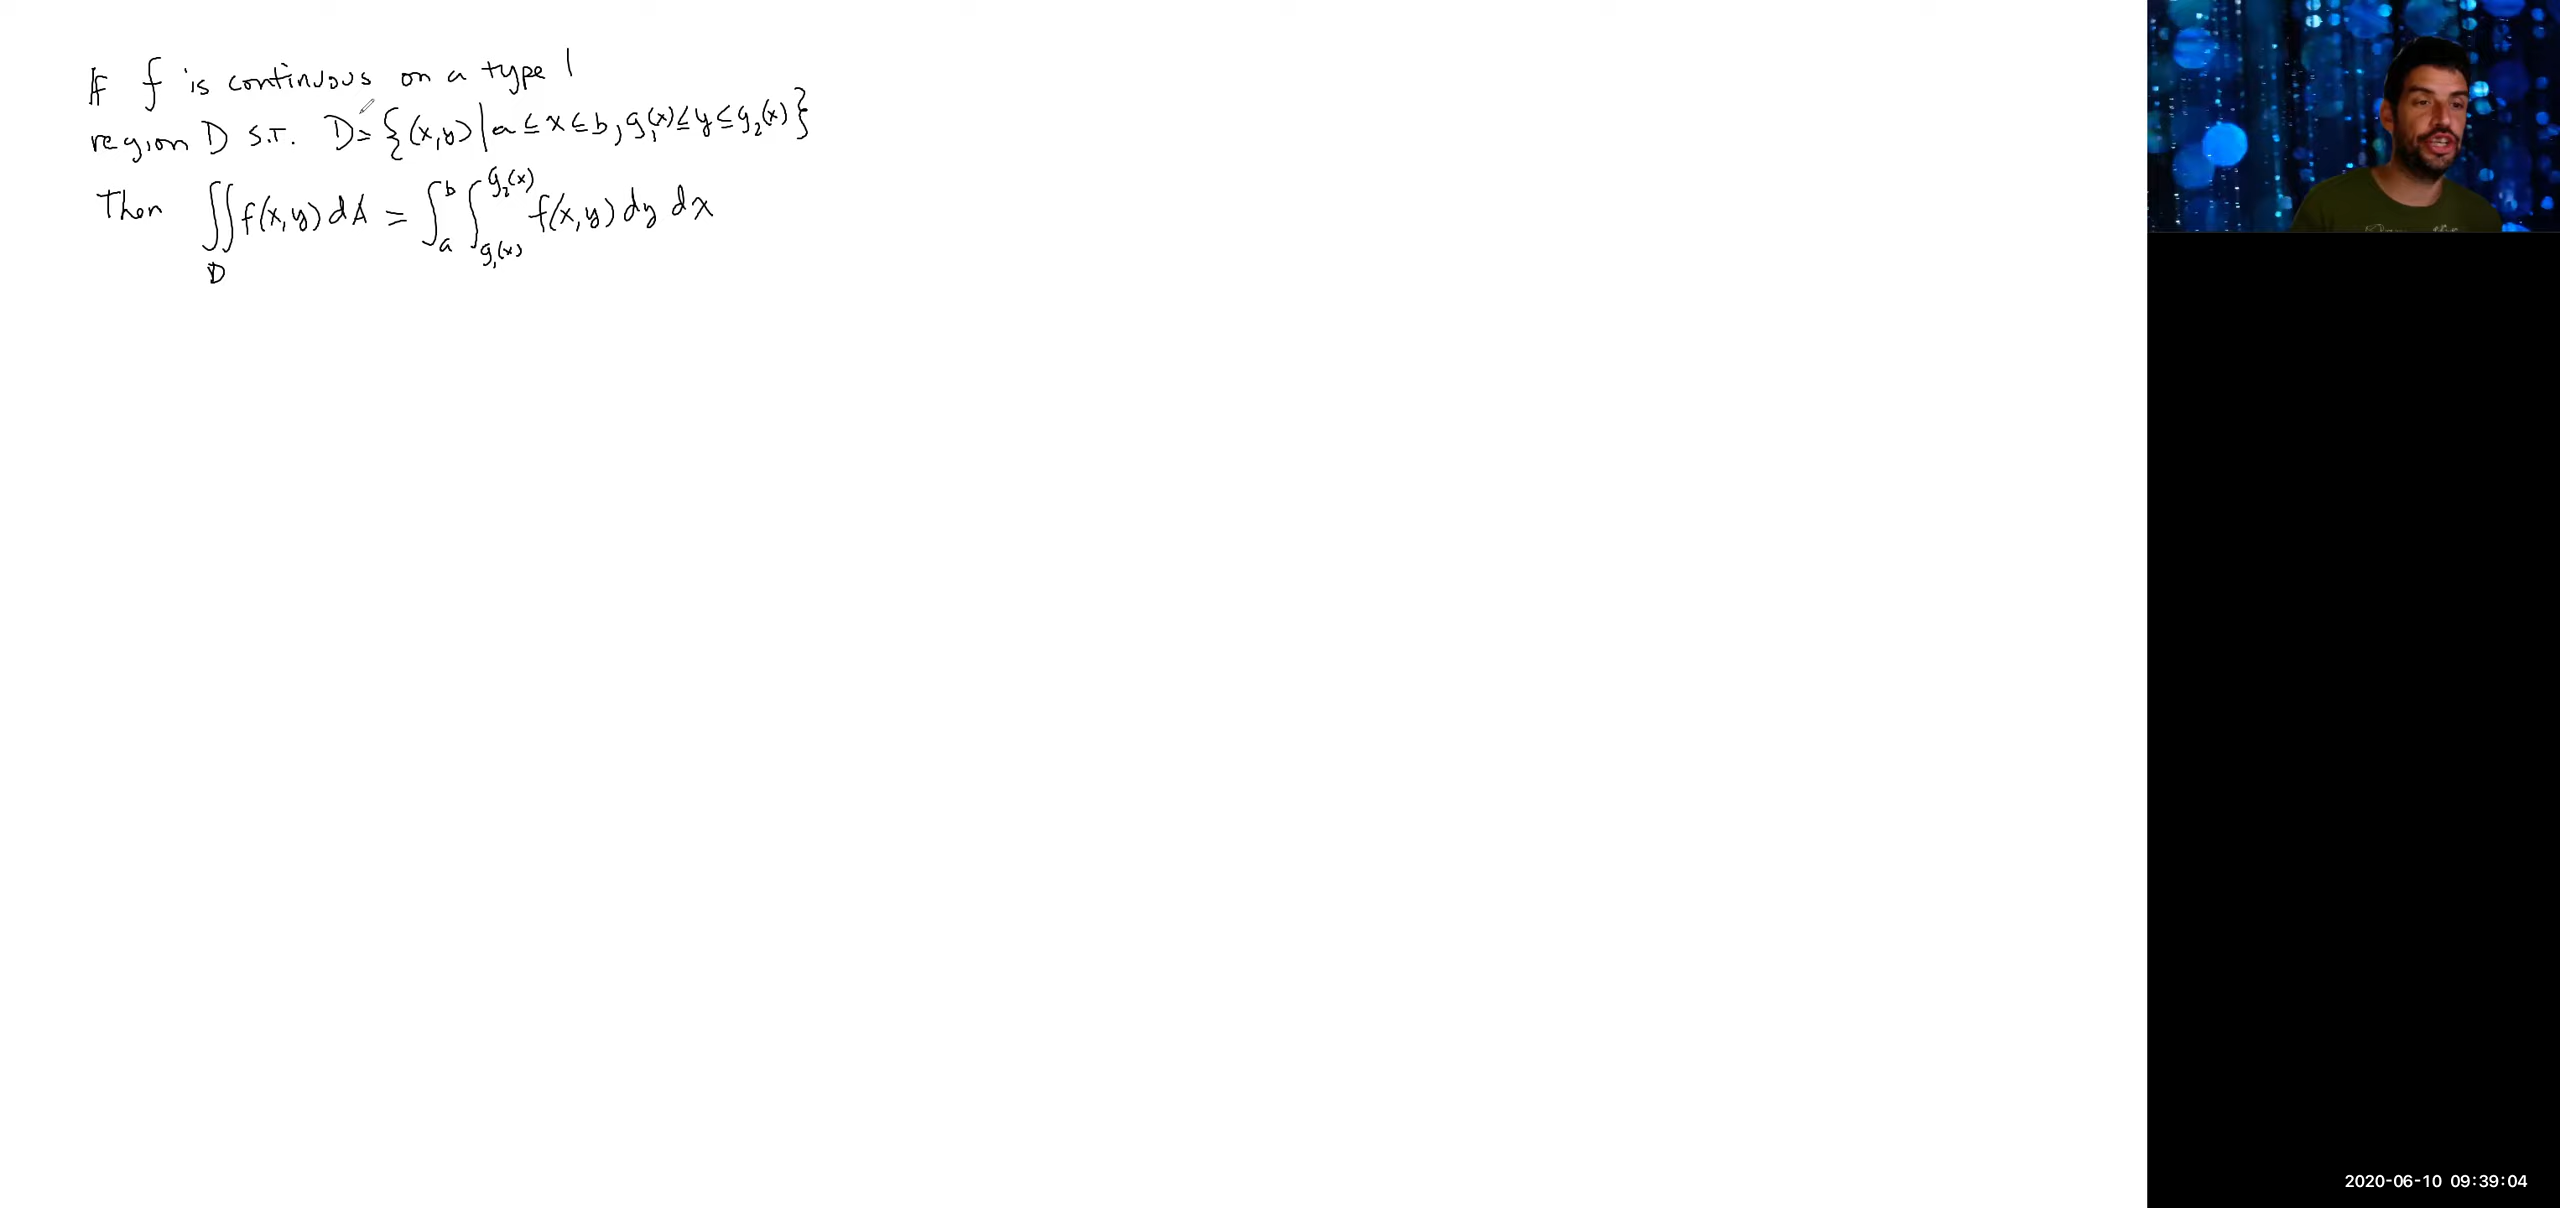 If f is continuous on a type 1
region D S.T. D = {(x,y) | a ≤ x ≤ b, g₁(x) ≤ y ≤ g₂(x)}
Then ∬_D f(x,y) dA = ∫_a^b ∫_{g₁(x)}^{g₂(x)} f(x,y) dy dx
2020-06-10 09:39:04